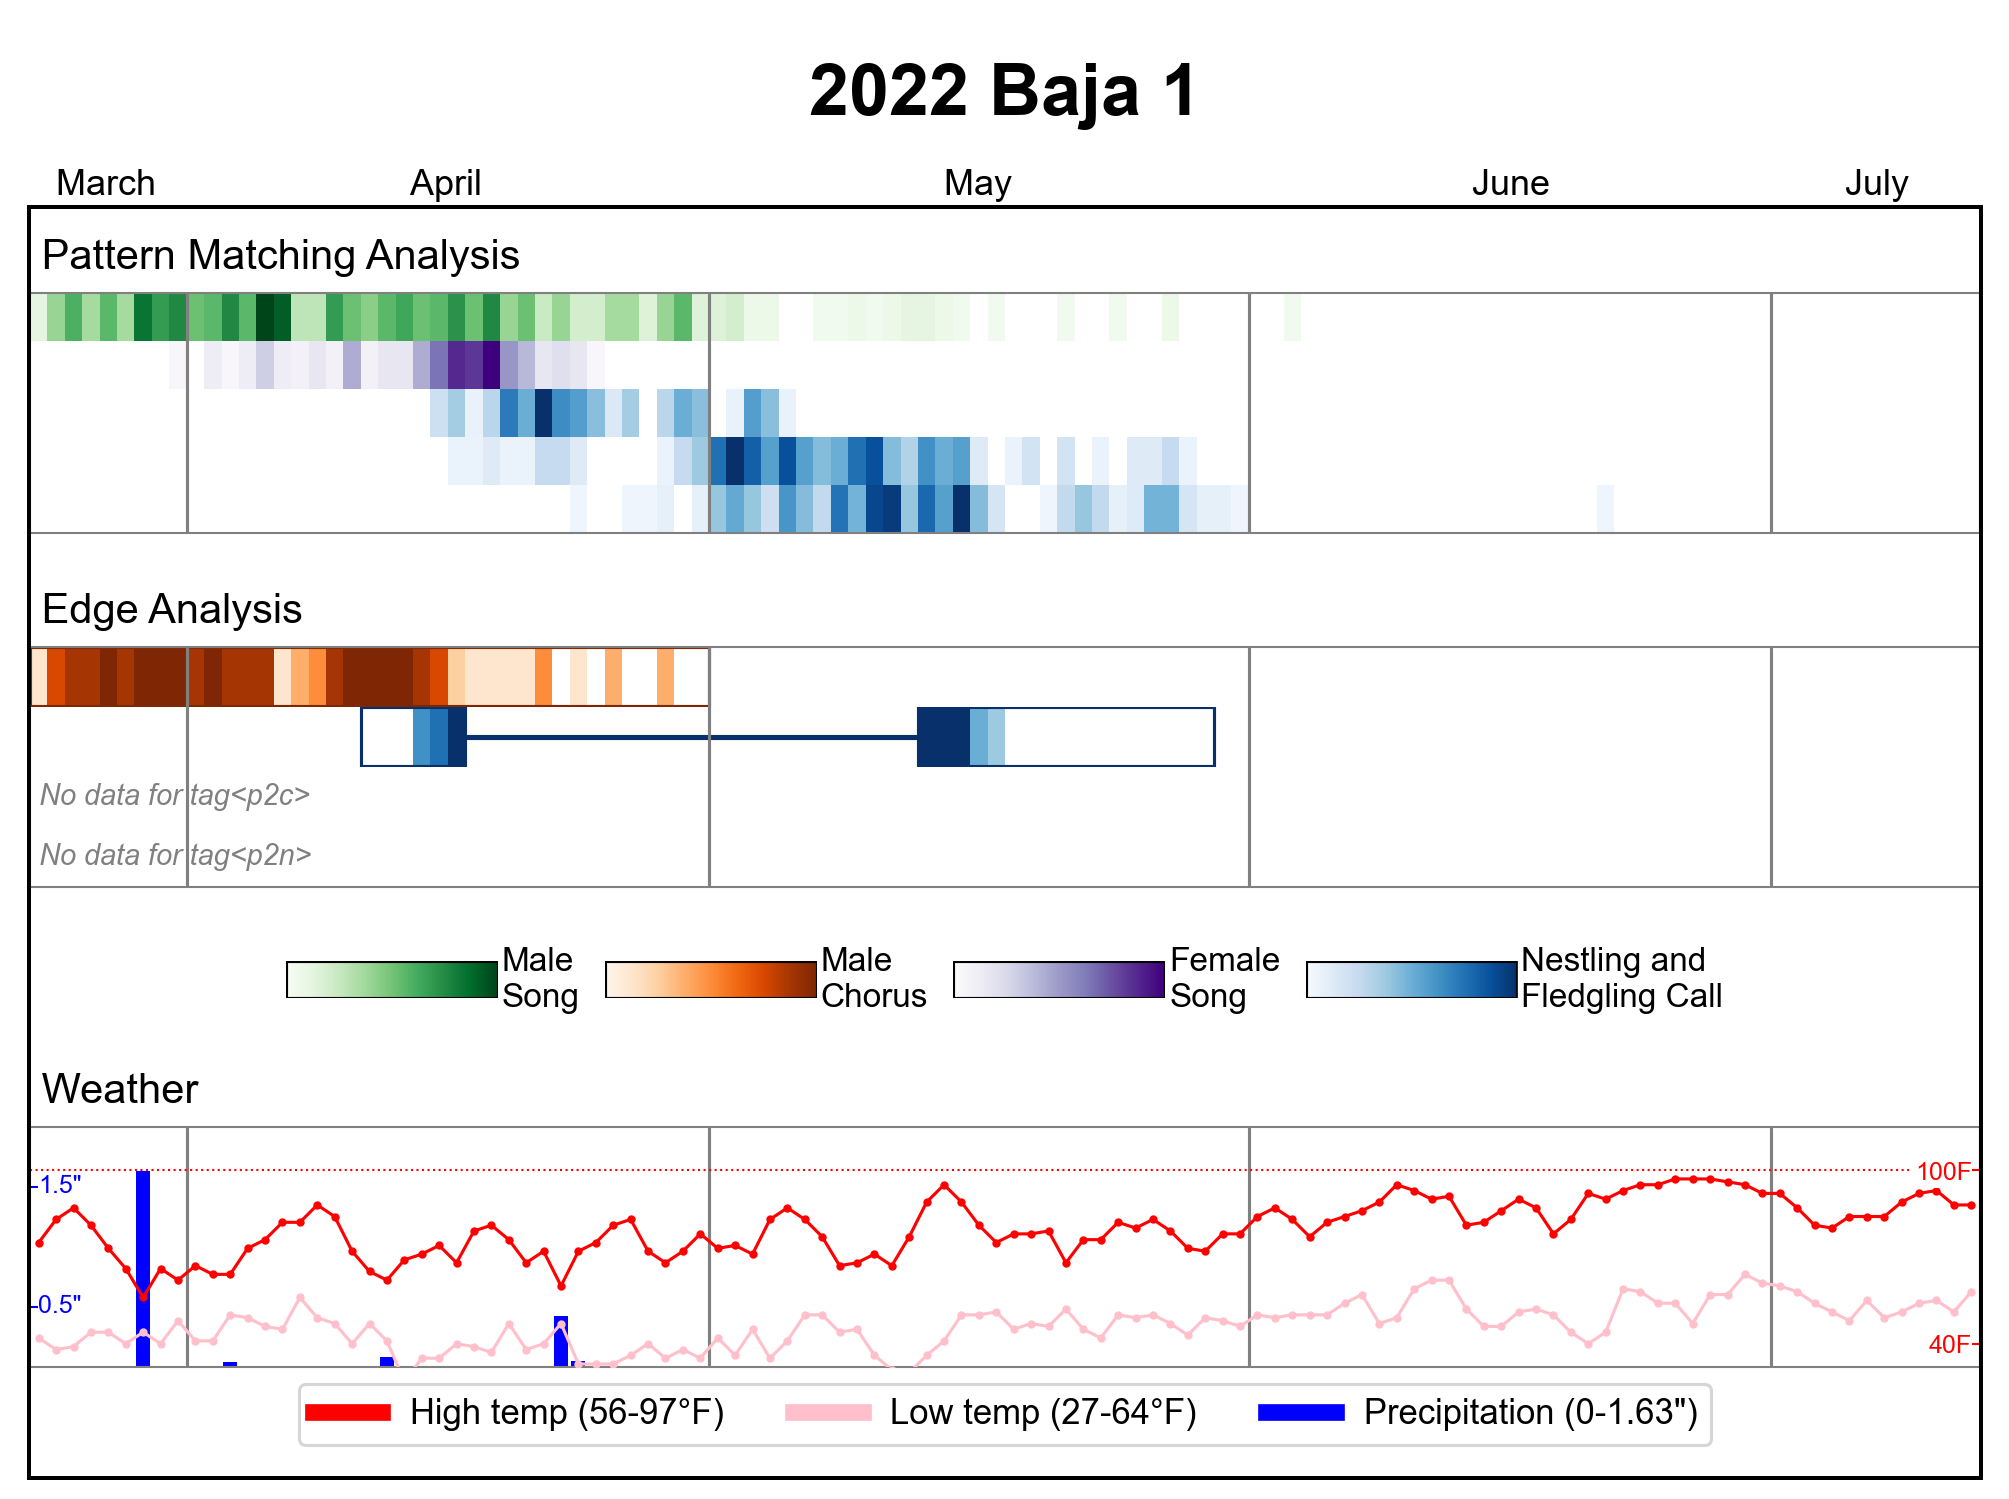 2022 Baja 1
March April May June July
Pattern Matching Analysis
Edge Analysis
No data for tag<p2c>
No data for tag<p2n>
Male Song
Male Chorus
Female Song
Nestling and Fledgling Call
Weather
1.5"
100F
0.5"
40F
High temp (56-97°F) Low temp (27-64°F) Precipitation (0-1.63")